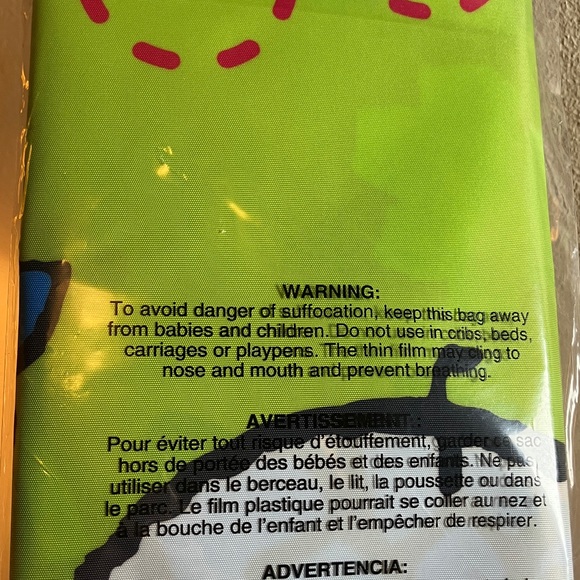 WARNING:
To avoid danger of suffocation, keep this bag away
from babies and children. Do not use in cribs, beds,
carriages or playpens. The thin film may cling to
nose and mouth and prevent breathing.
AVERTISSEMENT :
Pour éviter tout risque d'étouffement, garder ce sac
hors de portée des bébés et des enfants. Ne pas
utiliser dans le berceau, le lit, la poussette ou dans
le parc. Le film plastique pourrait se coller au nez et
à la bouche de l'enfant et l'empêcher de respirer.
ADVERTENCIA: